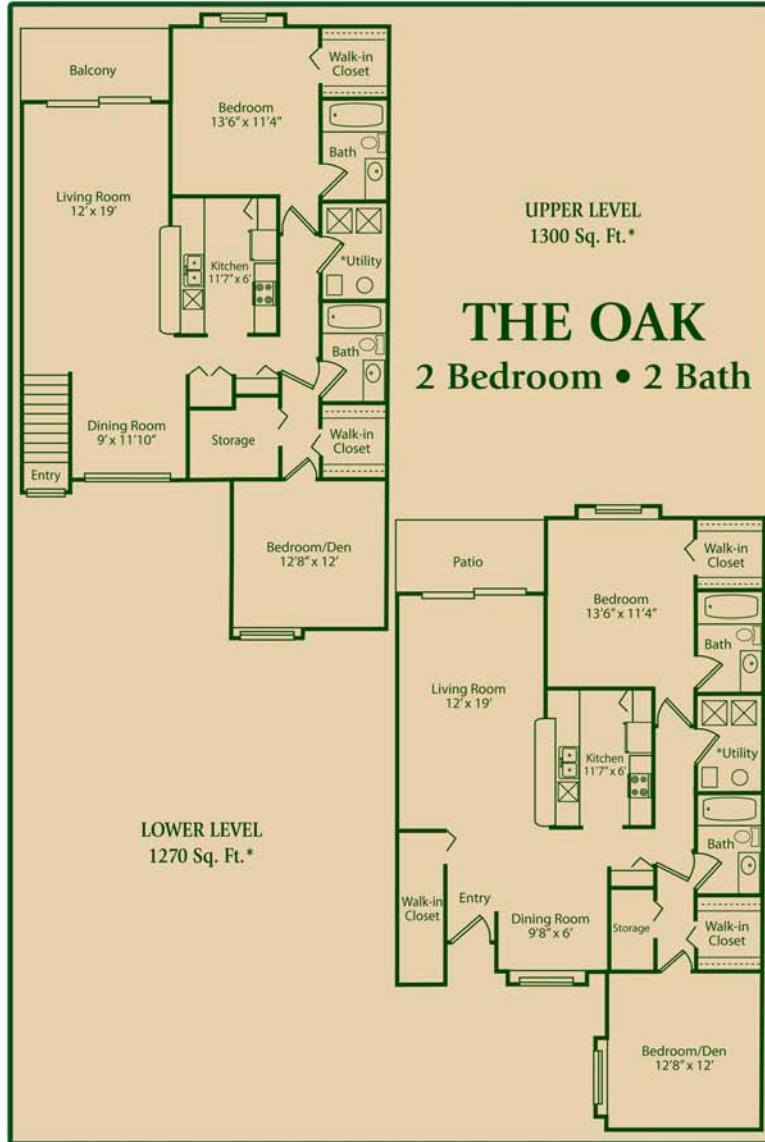 Balcony
Bedroom
13'6" x 11'4"
Walk-in
Closet
Bath
Living Room
12' x 19'
Kitchen
11'7" x 6'
*Utility
Bath
Dining Room
9' x 11'10"
Storage
Walk-in
Closet
Entry
Bedroom/Den
12'8" x 12'
UPPER LEVEL
1300 Sq. Ft.*
THE OAK
2 Bedroom • 2 Bath
Patio
Bedroom
13'6" x 11'4"
Walk-in
Closet
Bath
Living Room
12' x 19'
Kitchen
11'7" x 6'
*Utility
Bath
Walk-in
Closet
Entry
Dining Room
9'8" x 6'
Storage
Walk-in
Closet
Bedroom/Den
12'8" x 12'
LOWER LEVEL
1270 Sq. Ft.*